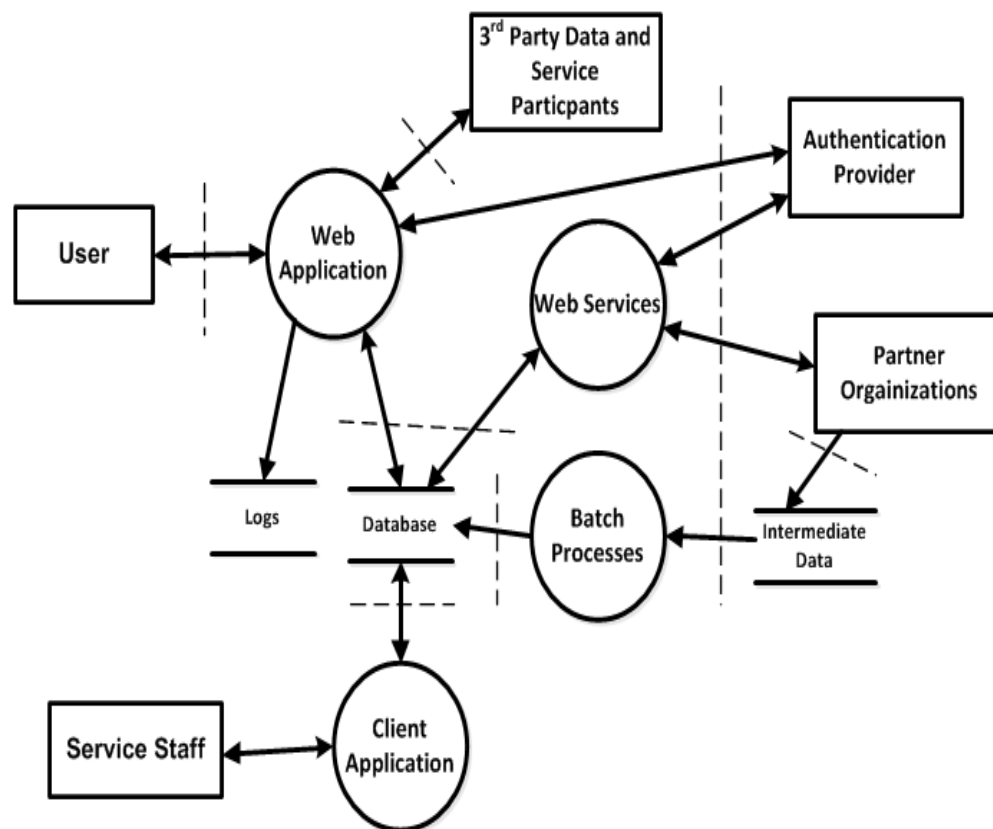 3rd Party Data and
Service
Particpants
Authentication
Provider
User
Web
Application
Web Services
Partner
Orgainizations
Logs
Database
Batch
Processes
Intermediate
Data
Service Staff
Client
Application